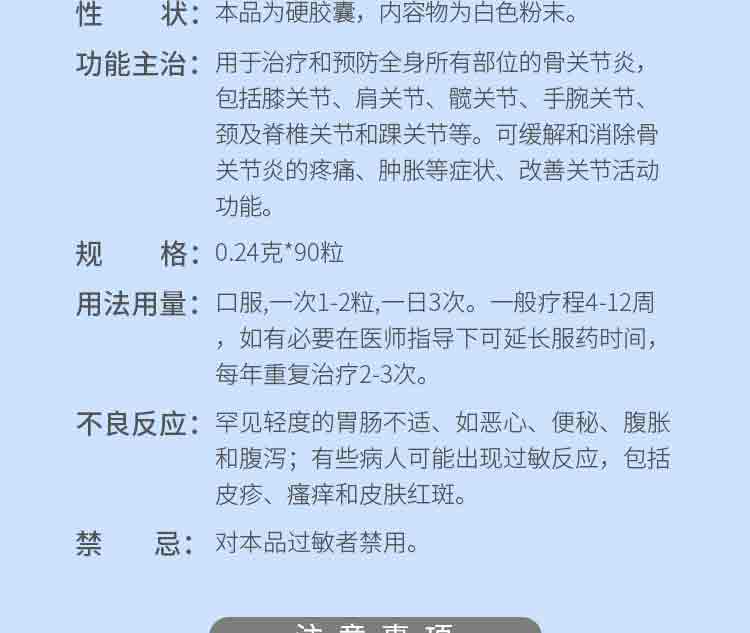 性 状：本品为硬胶囊，内容物为白色粉末。
功能主治：用于治疗和预防全身所有部位的骨关节炎，
包括膝关节、肩关节、髋关节、手腕关节、
颈及脊椎关节和踝关节等。可缓解和消除骨
关节炎的疼痛、肿胀等症状、改善关节活动
功能。
规 格：0.24克*90粒
用法用量：口服,一次1-2粒,一日3次。一般疗程4-12周
，如有必要在医师指导下可延长服药时间，
每年重复治疗2-3次。
不良反应：罕见轻度的胃肠不适、如恶心、便秘、腹胀
和腹泻；有些病人可能出现过敏反应，包括
皮疹、瘙痒和皮肤红斑。
禁 忌：对本品过敏者禁用。
注意事项